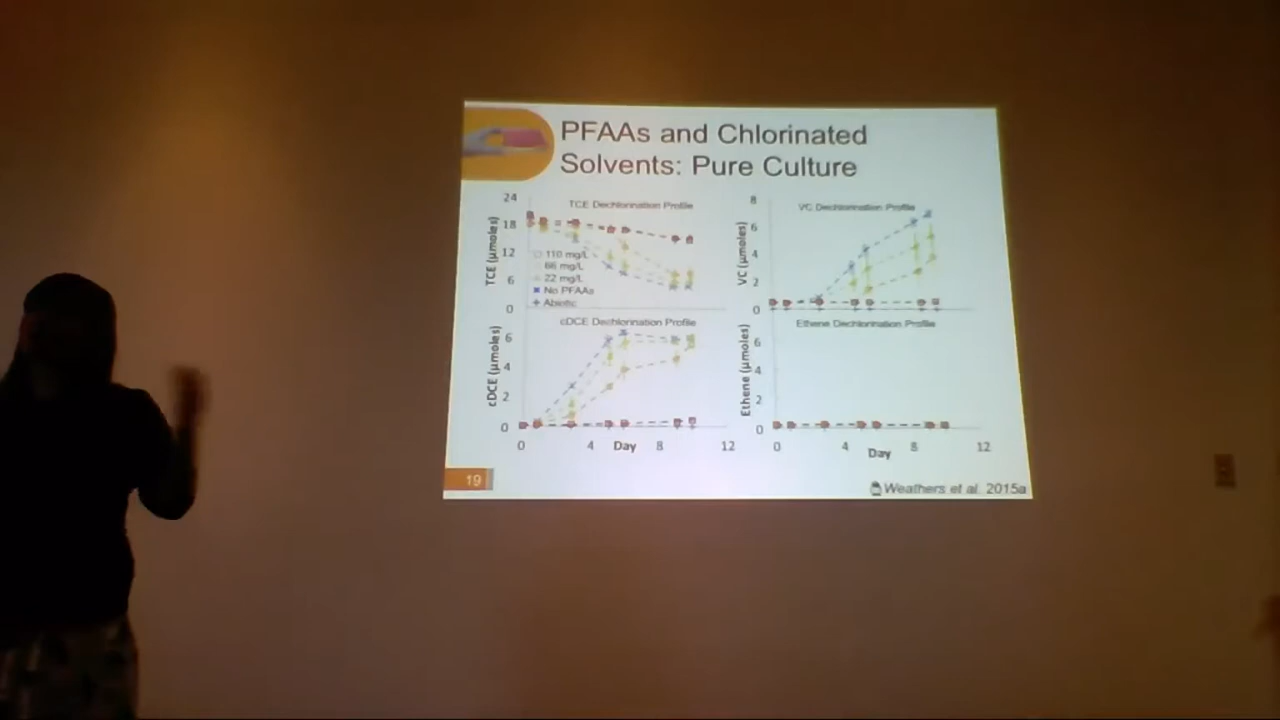 PFAAs and Chlorinated
Solvents: Pure Culture
TCE Dechlorination Profile
24
18
12
6
0
TCE (µmoles)
110 mg/L
66 mg/L
22 mg/L
No PFAAs
Abiotic
VC Dechlorination Profile
8
6
4
2
0
VC (µmoles)
cDCE Dechlorination Profile
6
4
2
0
cDCE (µmoles)
0 4 Day 8 12
Ethene Dechlorination Profile
6
4
2
0
Ethene (µmoles)
0 4 Day 8 12
19
Weathers et al. 2015a